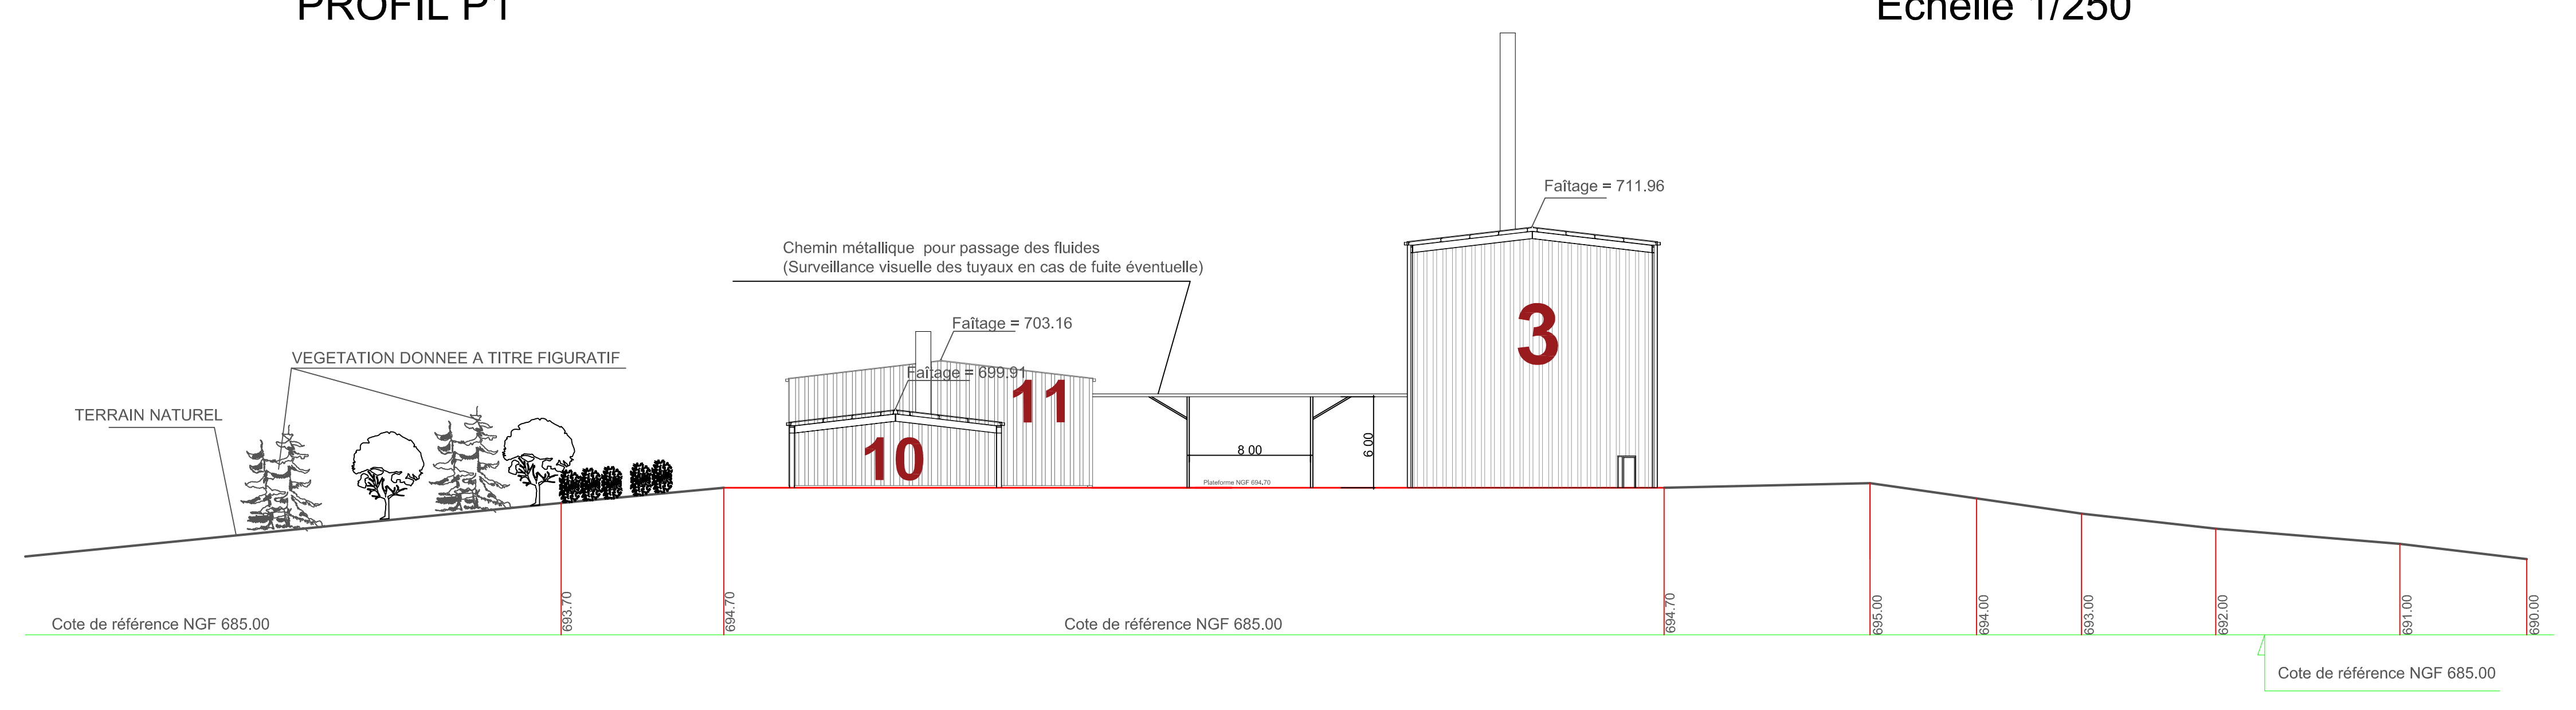 PROFIL P1
Echelle 1/250
Faîtage = 711.96
Chemin métallique  pour passage des fluides
(Surveillance visuelle des tuyaux en cas de fuite éventuelle)
Faîtage = 703.16
3
VEGETATION DONNEE A TITRE FIGURATIF
Faîtage = 699.91
11
TERRAIN NATUREL
10
8 00
6 00
Plateforme NGF 694,70
693.70
694.70
694.70
695.00
694.00
693.00
692.00
691.00
690.00
Cote de référence NGF 685.00
Cote de référence NGF 685.00
Cote de référence NGF 685.00